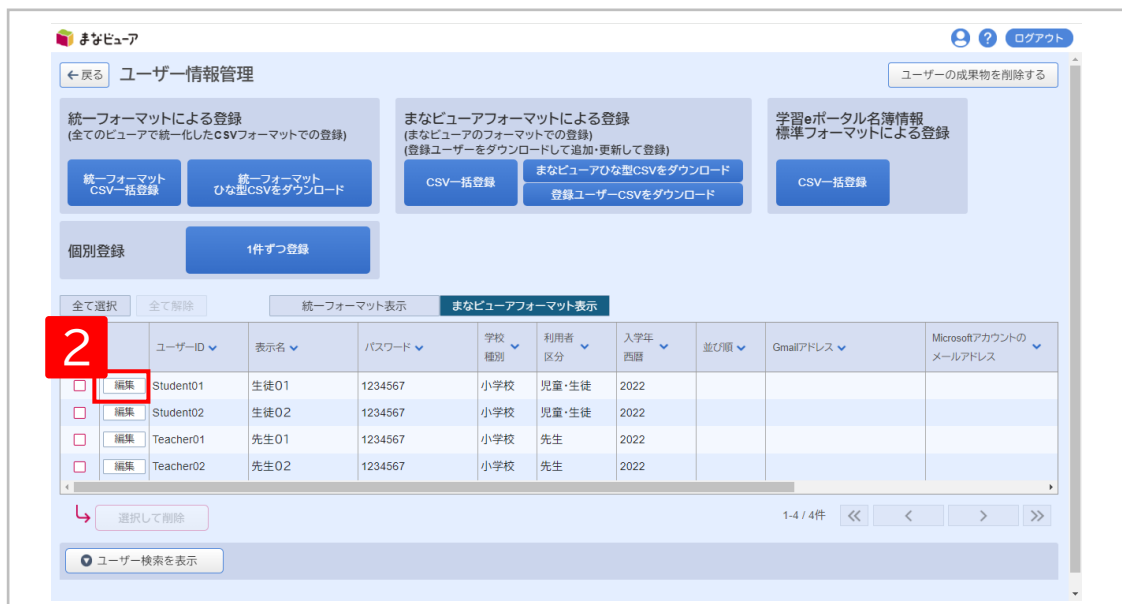 まなビューア
?
ログアウト
←戻る
ユーザー情報管理
ユーザーの成果物を削除する
統一フォーマットによる登録
(全てのビューアで統一化したCSVフォーマットでの登録)
統一フォーマット
CSV一括登録
統一フォーマット
ひな型CSVをダウンロード
まなビューアフォーマットによる登録
(まなビューアのフォーマットでの登録)
(登録ユーザーをダウンロードして追加・更新して登録)
CSV一括登録
まなビューアひな型CSVをダウンロード
登録ユーザーCSVをダウンロード
学習eポータル名簿情報
標準フォーマットによる登録
CSV一括登録
個別登録
1件ずつ登録
全て選択
全て解除
統一フォーマット表示
まなビューアフォーマット表示
2
ユーザーID 表示名 パスワード 学校種別 利用者区分 入学年西暦 並び順 Gmailアドレス Microsoftアカウントのメールアドレス
編集 Student01 生徒01 1234567 小学校 児童・生徒 2022
編集 Student02 生徒02 1234567 小学校 児童・生徒 2022
編集 Teacher01 先生01 1234567 小学校 先生 2022
編集 Teacher02 先生02 1234567 小学校 先生 2022
選択して削除
1-4 / 4件
ユーザー検索を表示